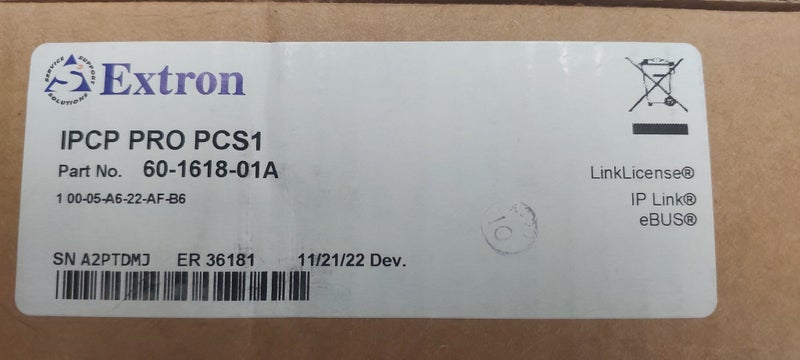 SERVICE SUPPORT SOLUTIONS
S3 Extron
IPCP PRO PCS1
Part No. 60-1618-01A
1 00-05-A6-22-AF-B6
LinkLicense®
IP Link®
eBUS®
10
SN A2PTDMJ ER 36181 11/21/22 Dev.